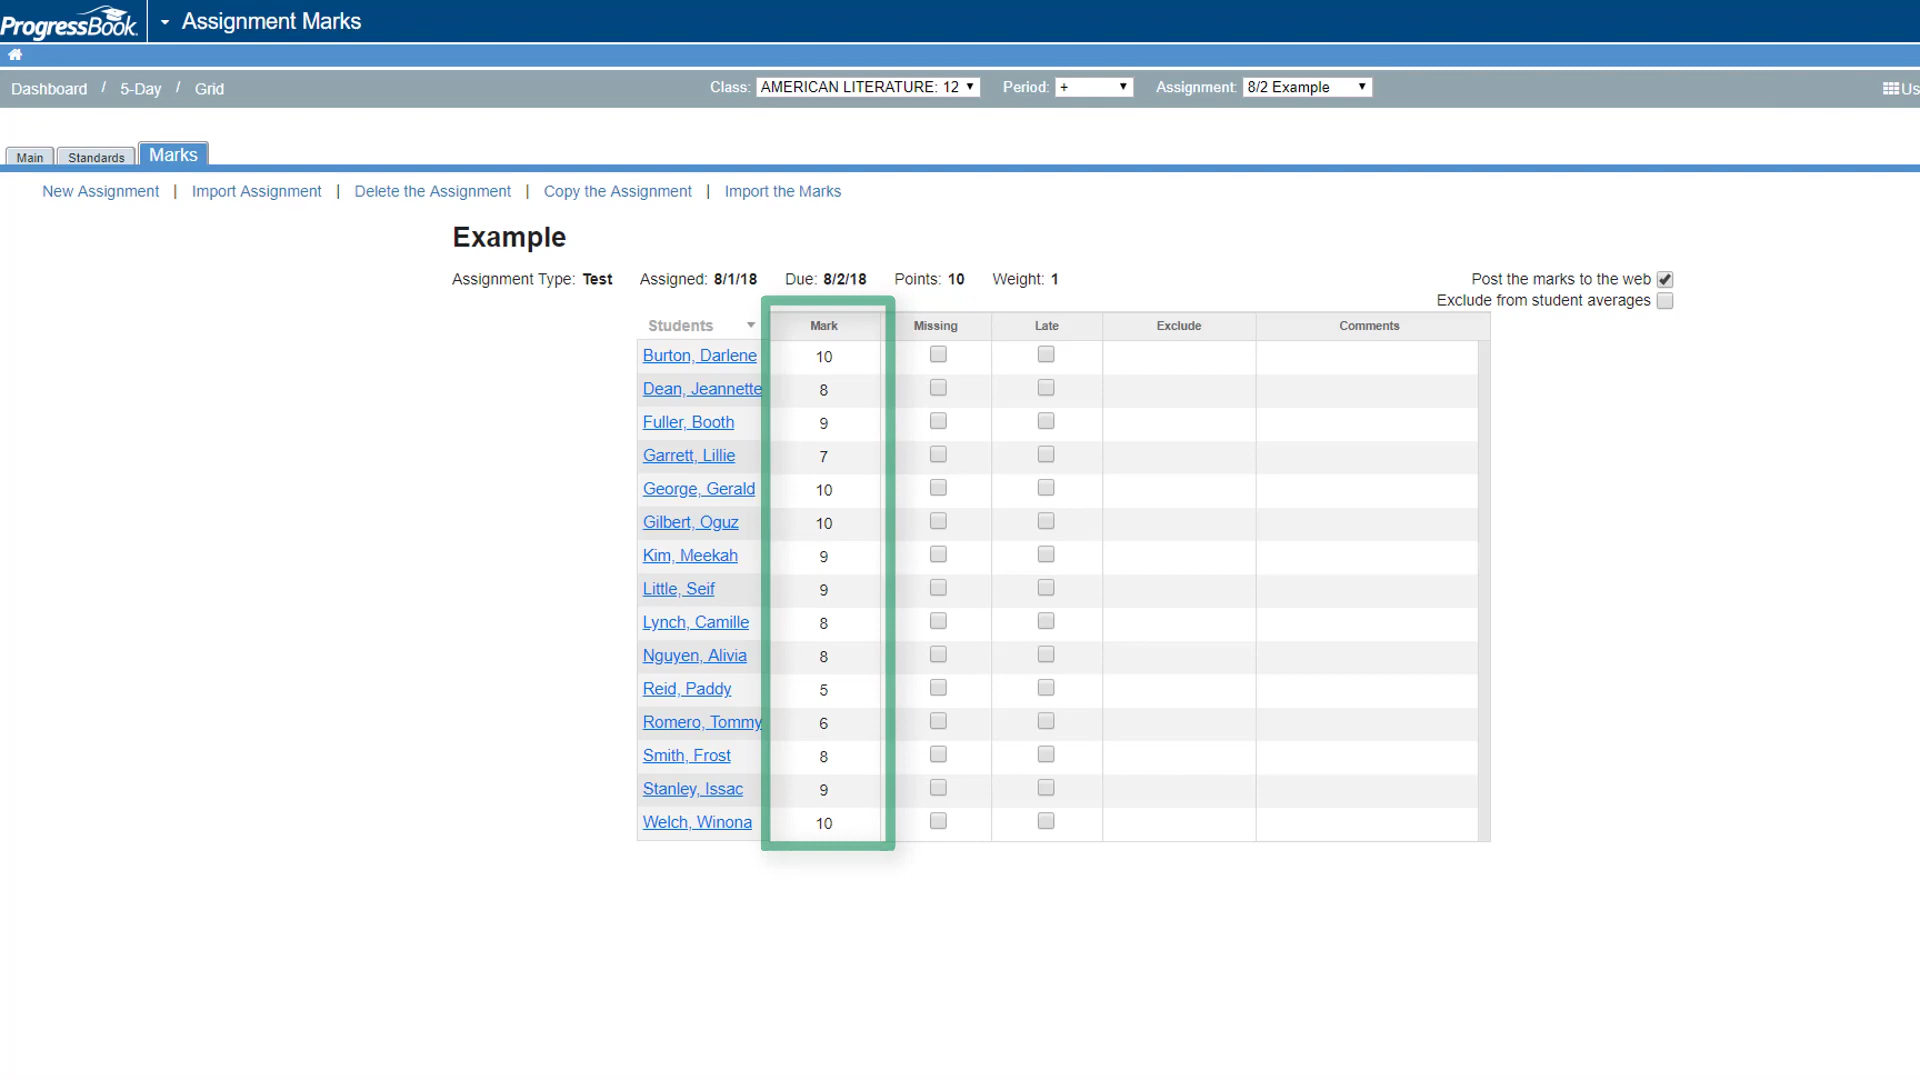 ProgressBook Assignment Marks
Dashboard / 5-Day / Grid Class: AMERICAN LITERATURE: 12 Period: + Assignment: 8/2 Example Us
Main Standards Marks
New Assignment | Import Assignment | Delete the Assignment | Copy the Assignment | Import the Marks
Example
Assignment Type: Test Assigned: 8/1/18 Due: 8/2/18 Points: 10 Weight: 1 Post the marks to the web
Exclude from student averages
Students Mark Missing Late Exclude Comments
Burton, Darlene 10
Dean, Jeannette 8
Fuller, Booth 9
Garrett, Lillie 7
George, Gerald 10
Gilbert, Oguz 10
Kim, Meekah 9
Little, Seif 9
Lynch, Camille 8
Nguyen, Alivia 8
Reid, Paddy 5
Romero, Tommy 6
Smith, Frost 8
Stanley, Issac 9
Welch, Winona 10